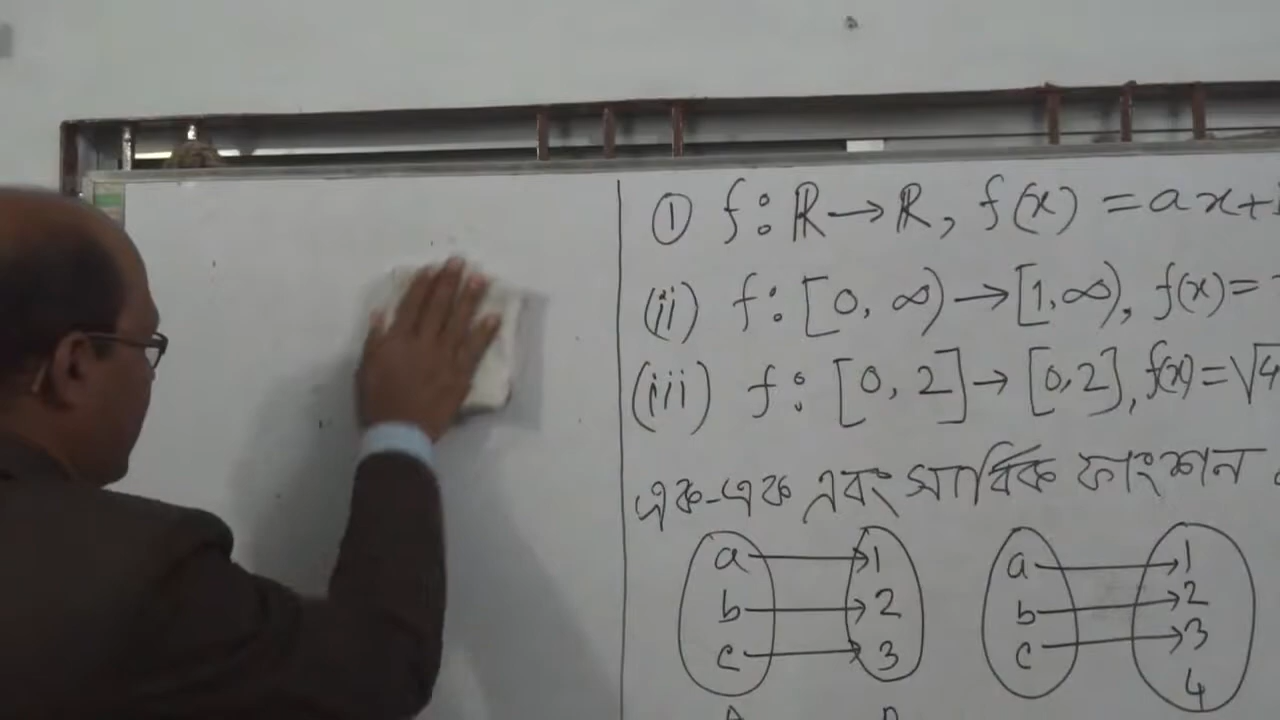 ① f: ℝ → ℝ, f(x) = ax+
(ii) f: [0, ∞) → [1, ∞), f(x) =
(iii) f: [0, 2] → [0, 2], f(x) = √4
এক-এক এবং সার্বিক ফাংশন
a → 1 a → 1
b → 2 b → 2
c → 3 c → 3
4